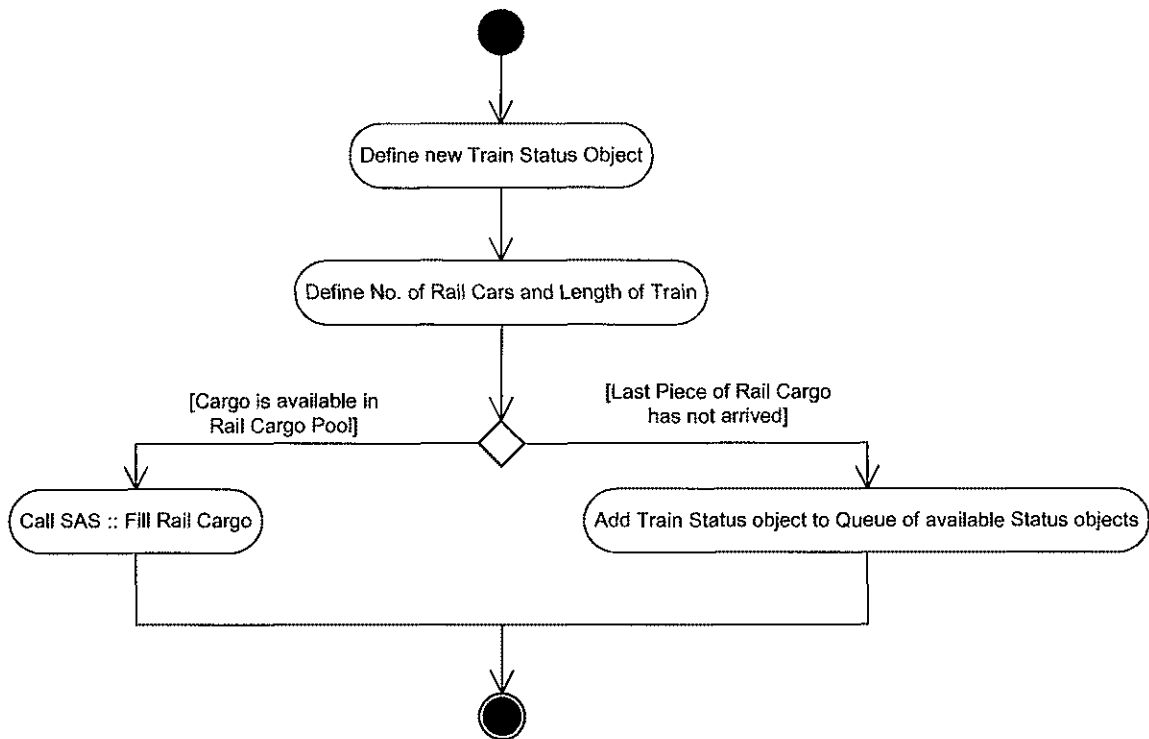 Define new Train Status Object
Define No. of Rail Cars and Length of Train
[Cargo is available in
Rail Cargo Pool]
[Last Piece of Rail Cargo
has not arrived]
Call SAS :: Fill Rail Cargo
Add Train Status object to Queue of available Status objects